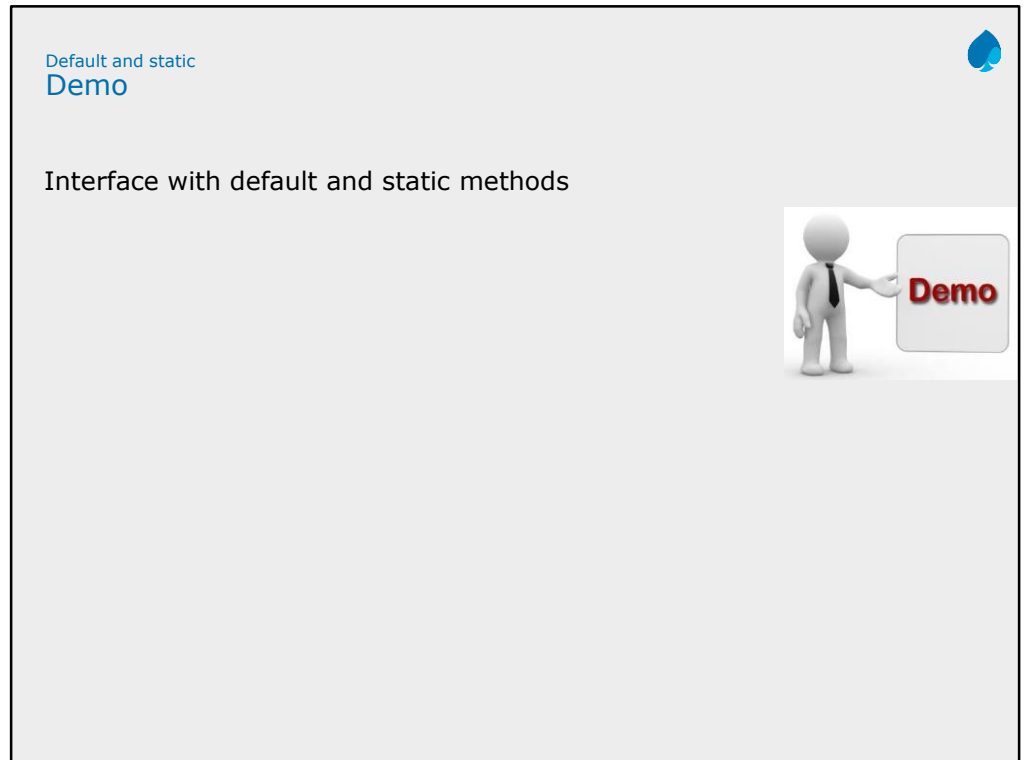 Default and static
Demo
Interface with default and static methods
Demo